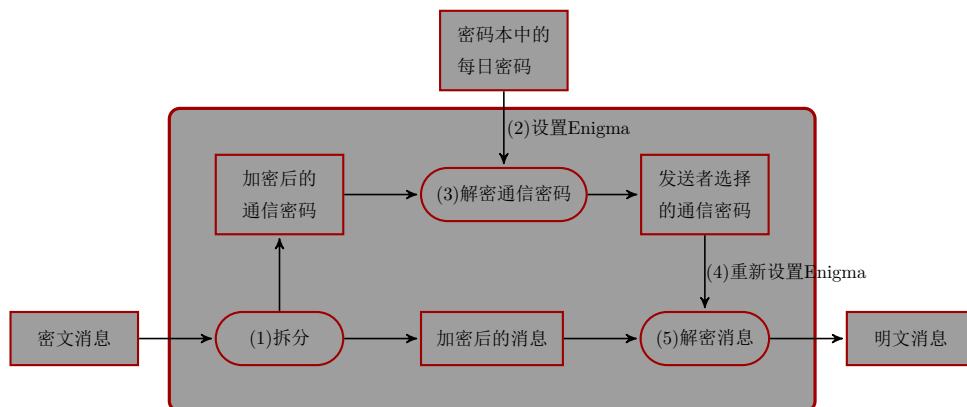 密码本中的
每日密码
(2)设置Enigma
加密后的
通信密码
(3)解密通信密码
发送者选择
的通信密码
(4)重新设置Enigma
密文消息
(1)拆分
加密后的消息
(5)解密消息
明文消息